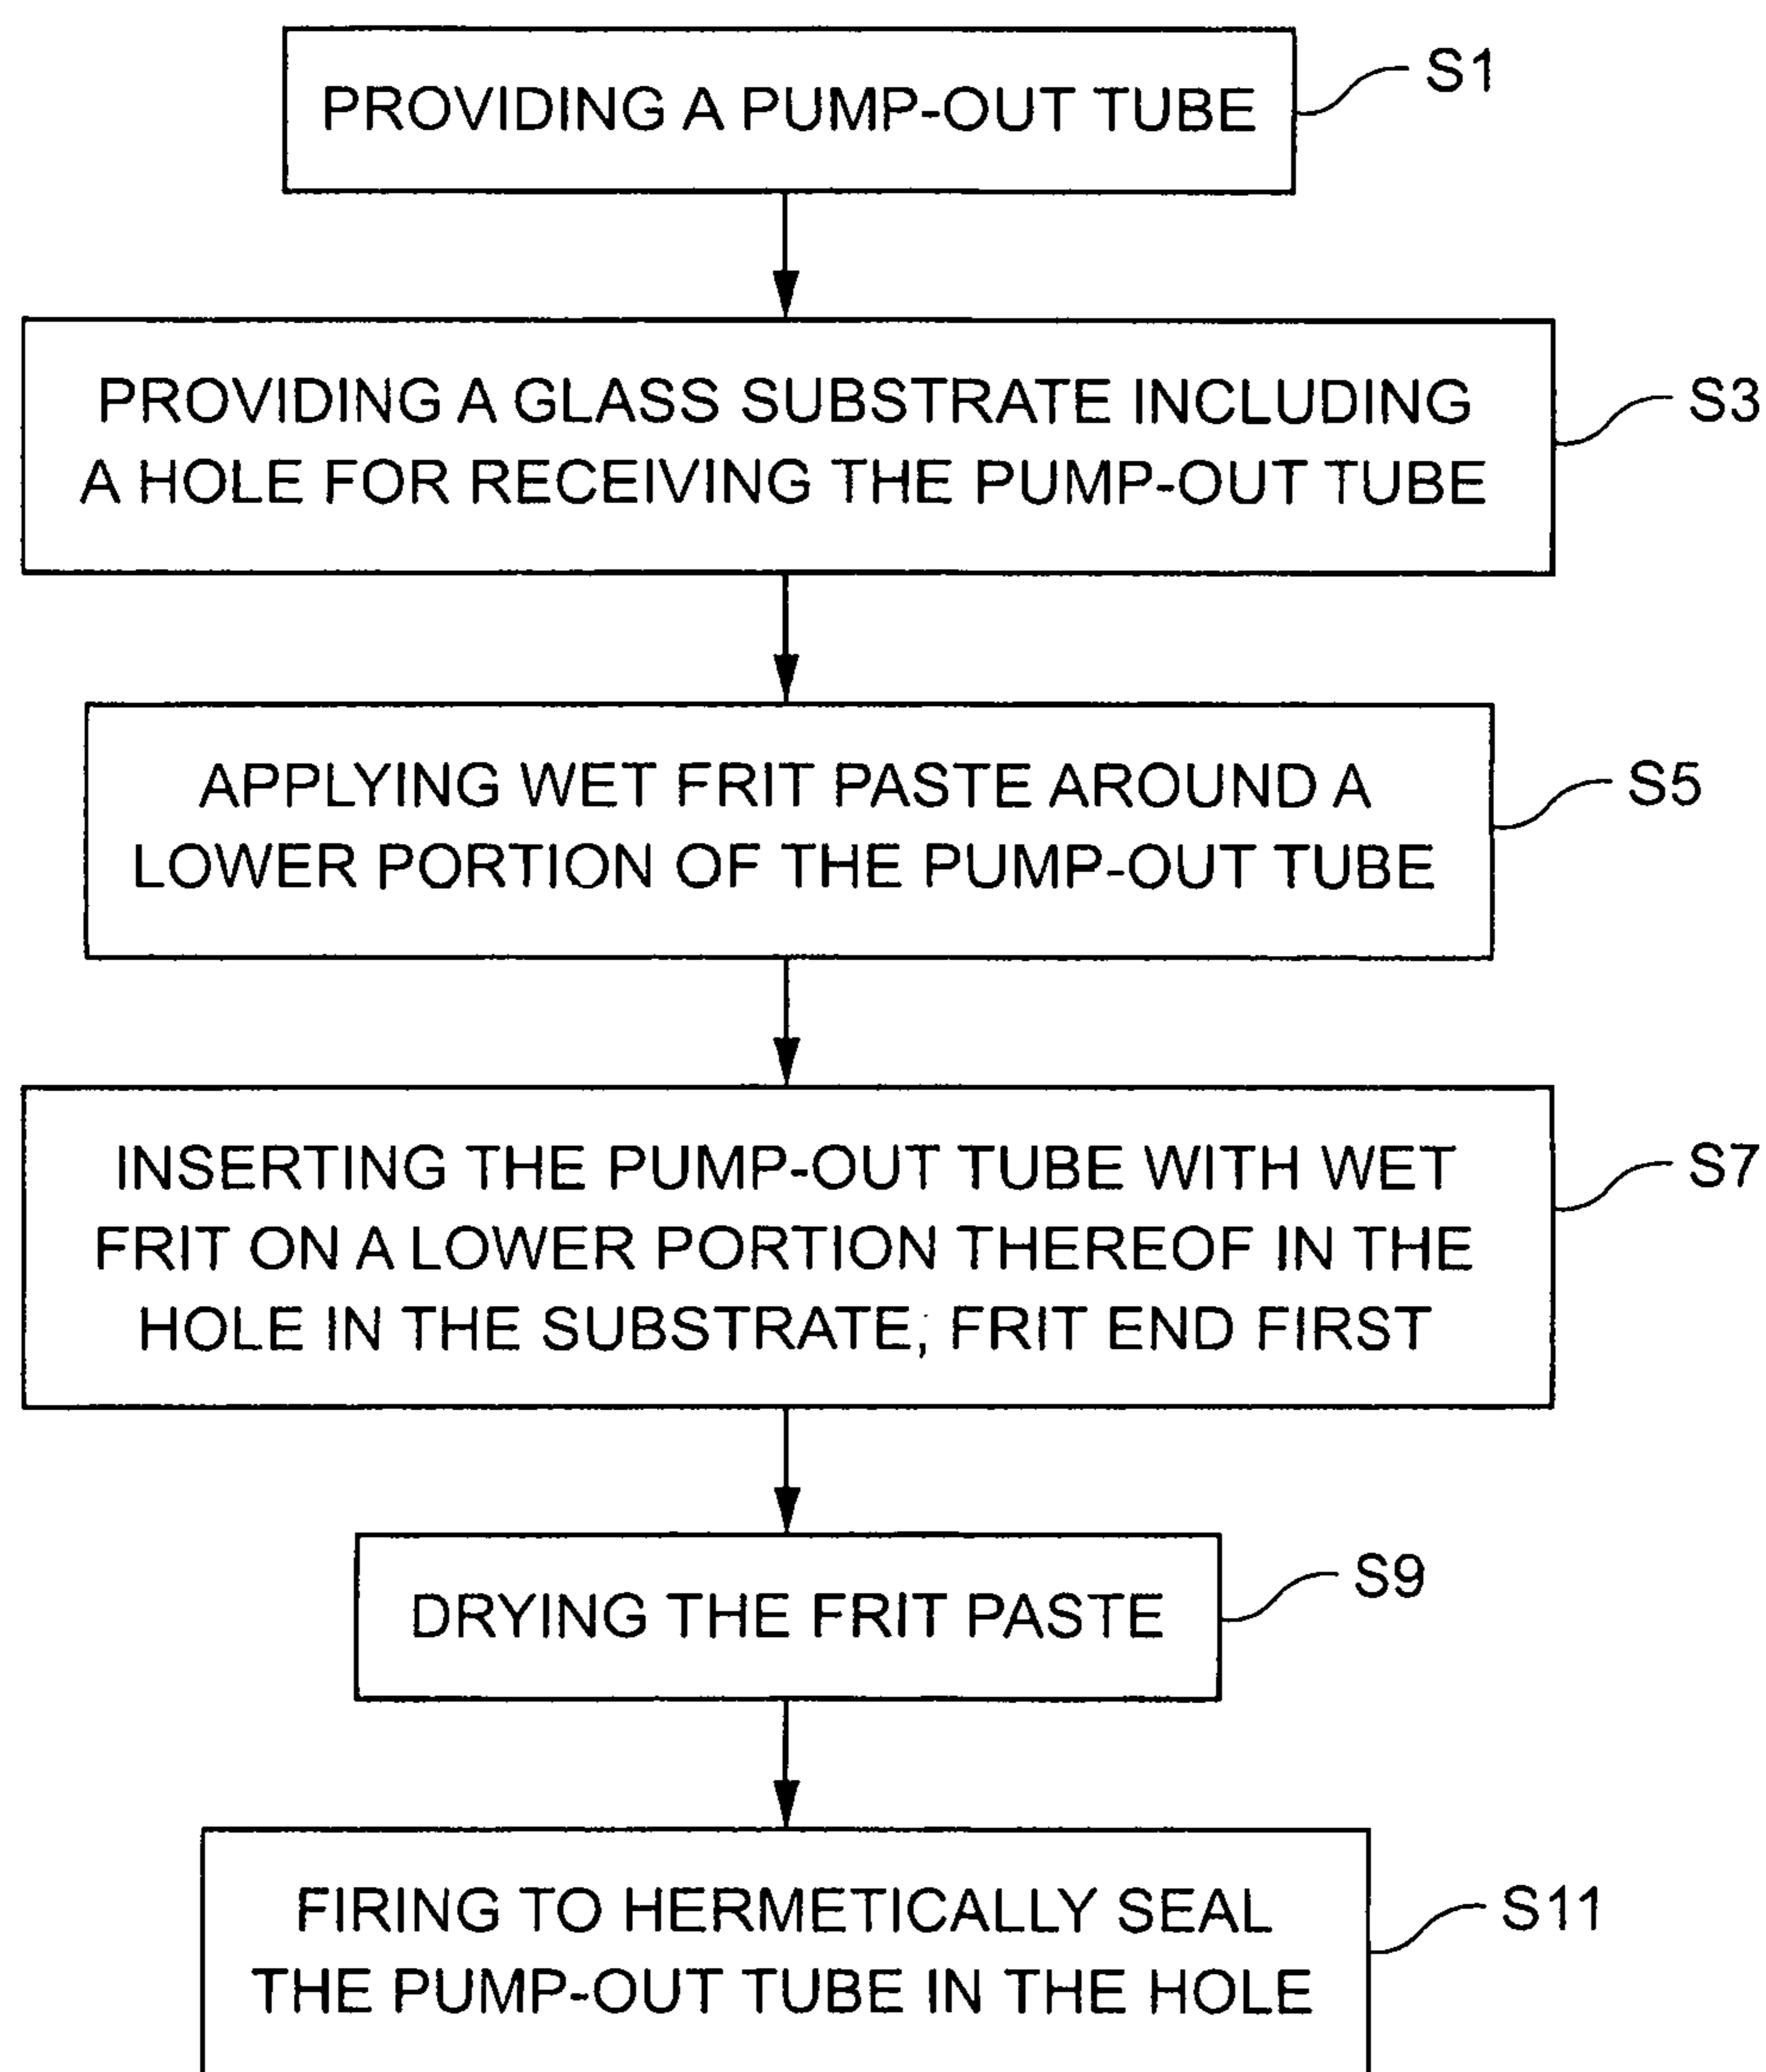 PROVIDING A PUMP-OUT TUBE
S1
PROVIDING A GLASS SUBSTRATE INCLUDING
A HOLE FOR RECEIVING THE PUMP-OUT TUBE
S3
APPLYING WET FRIT PASTE AROUND A
LOWER PORTION OF THE PUMP-OUT TUBE
S5
INSERTING THE PUMP-OUT TUBE WITH WET
FRIT ON A LOWER PORTION THEREOF IN THE
HOLE IN THE SUBSTRATE, FRIT END FIRST
S7
DRYING THE FRIT PASTE
S9
FIRING TO HERMETICALLY SEAL
THE PUMP-OUT TUBE IN THE HOLE
S11